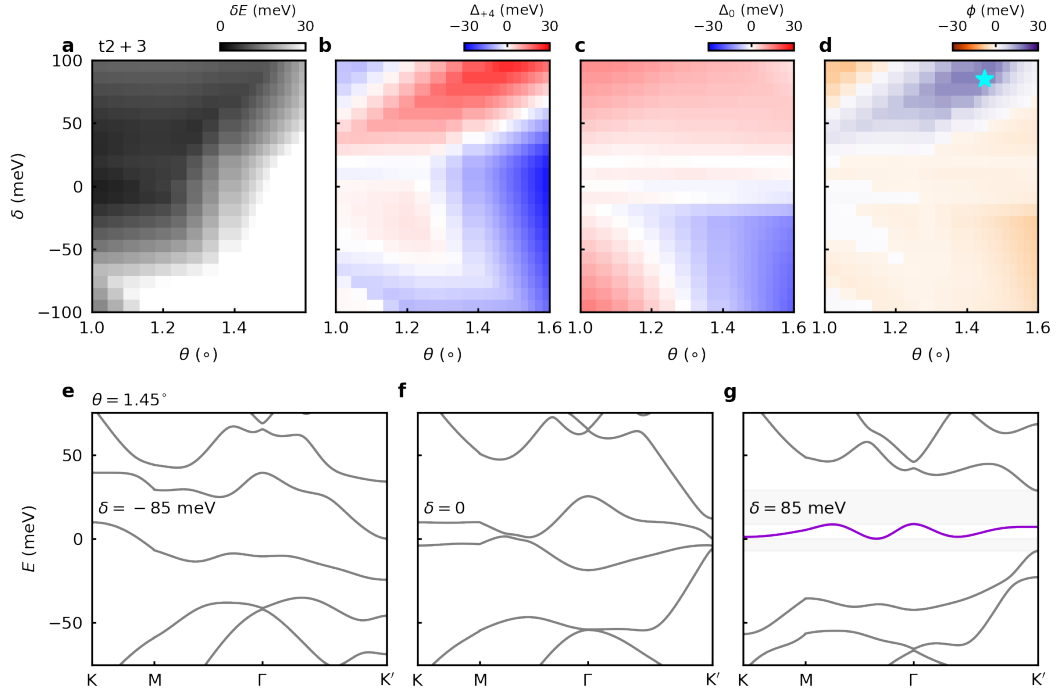 δE (meV)
0 30
Δ+4 (meV)
−30 0 30
Δ0 (meV)
−30 0 30
ϕ (meV)
−30 0 30
a t2 + 3 b c d
100
50
0
−50
−100
δ (meV)
1.0 1.2 1.4
1.0 1.2 1.4 1.6
1.0 1.2 1.4 1.6
1.0 1.2 1.4 1.6
θ (∘) θ (∘) θ (∘) θ (∘)
e f g
θ = 1.45°
50
0
−50
E (meV)
δ = − 85 meV
δ = 0
δ = 85 meV
K M Γ K′
K M Γ K′
K M Γ K′